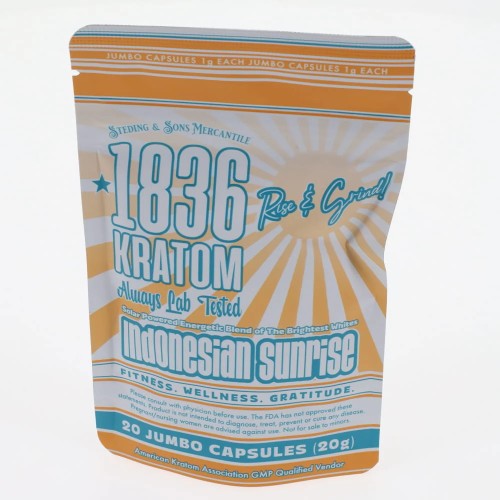 JUMBO CAPSULES 1g EACH JUMBO CAPSULES 1g EACH
STEDING & SONS MERCANTILE
1836
Rise & Grind!
KRATOM
Always Lab Tested
Solar Powered Energetic Blend of The Brightest Whites
Indonesian Sunrise
FITNESS. WELLNESS. GRATITUDE.
Please consult with physician before use. The FDA has not approved these
statements. Product is not intended to diagnose, treat, prevent or cure any disease.
Pregnant/nursing women are advised against use. Not for sale to minors.
20 JUMBO CAPSULES (20g)
American Kratom Association GMP Qualified Vendor